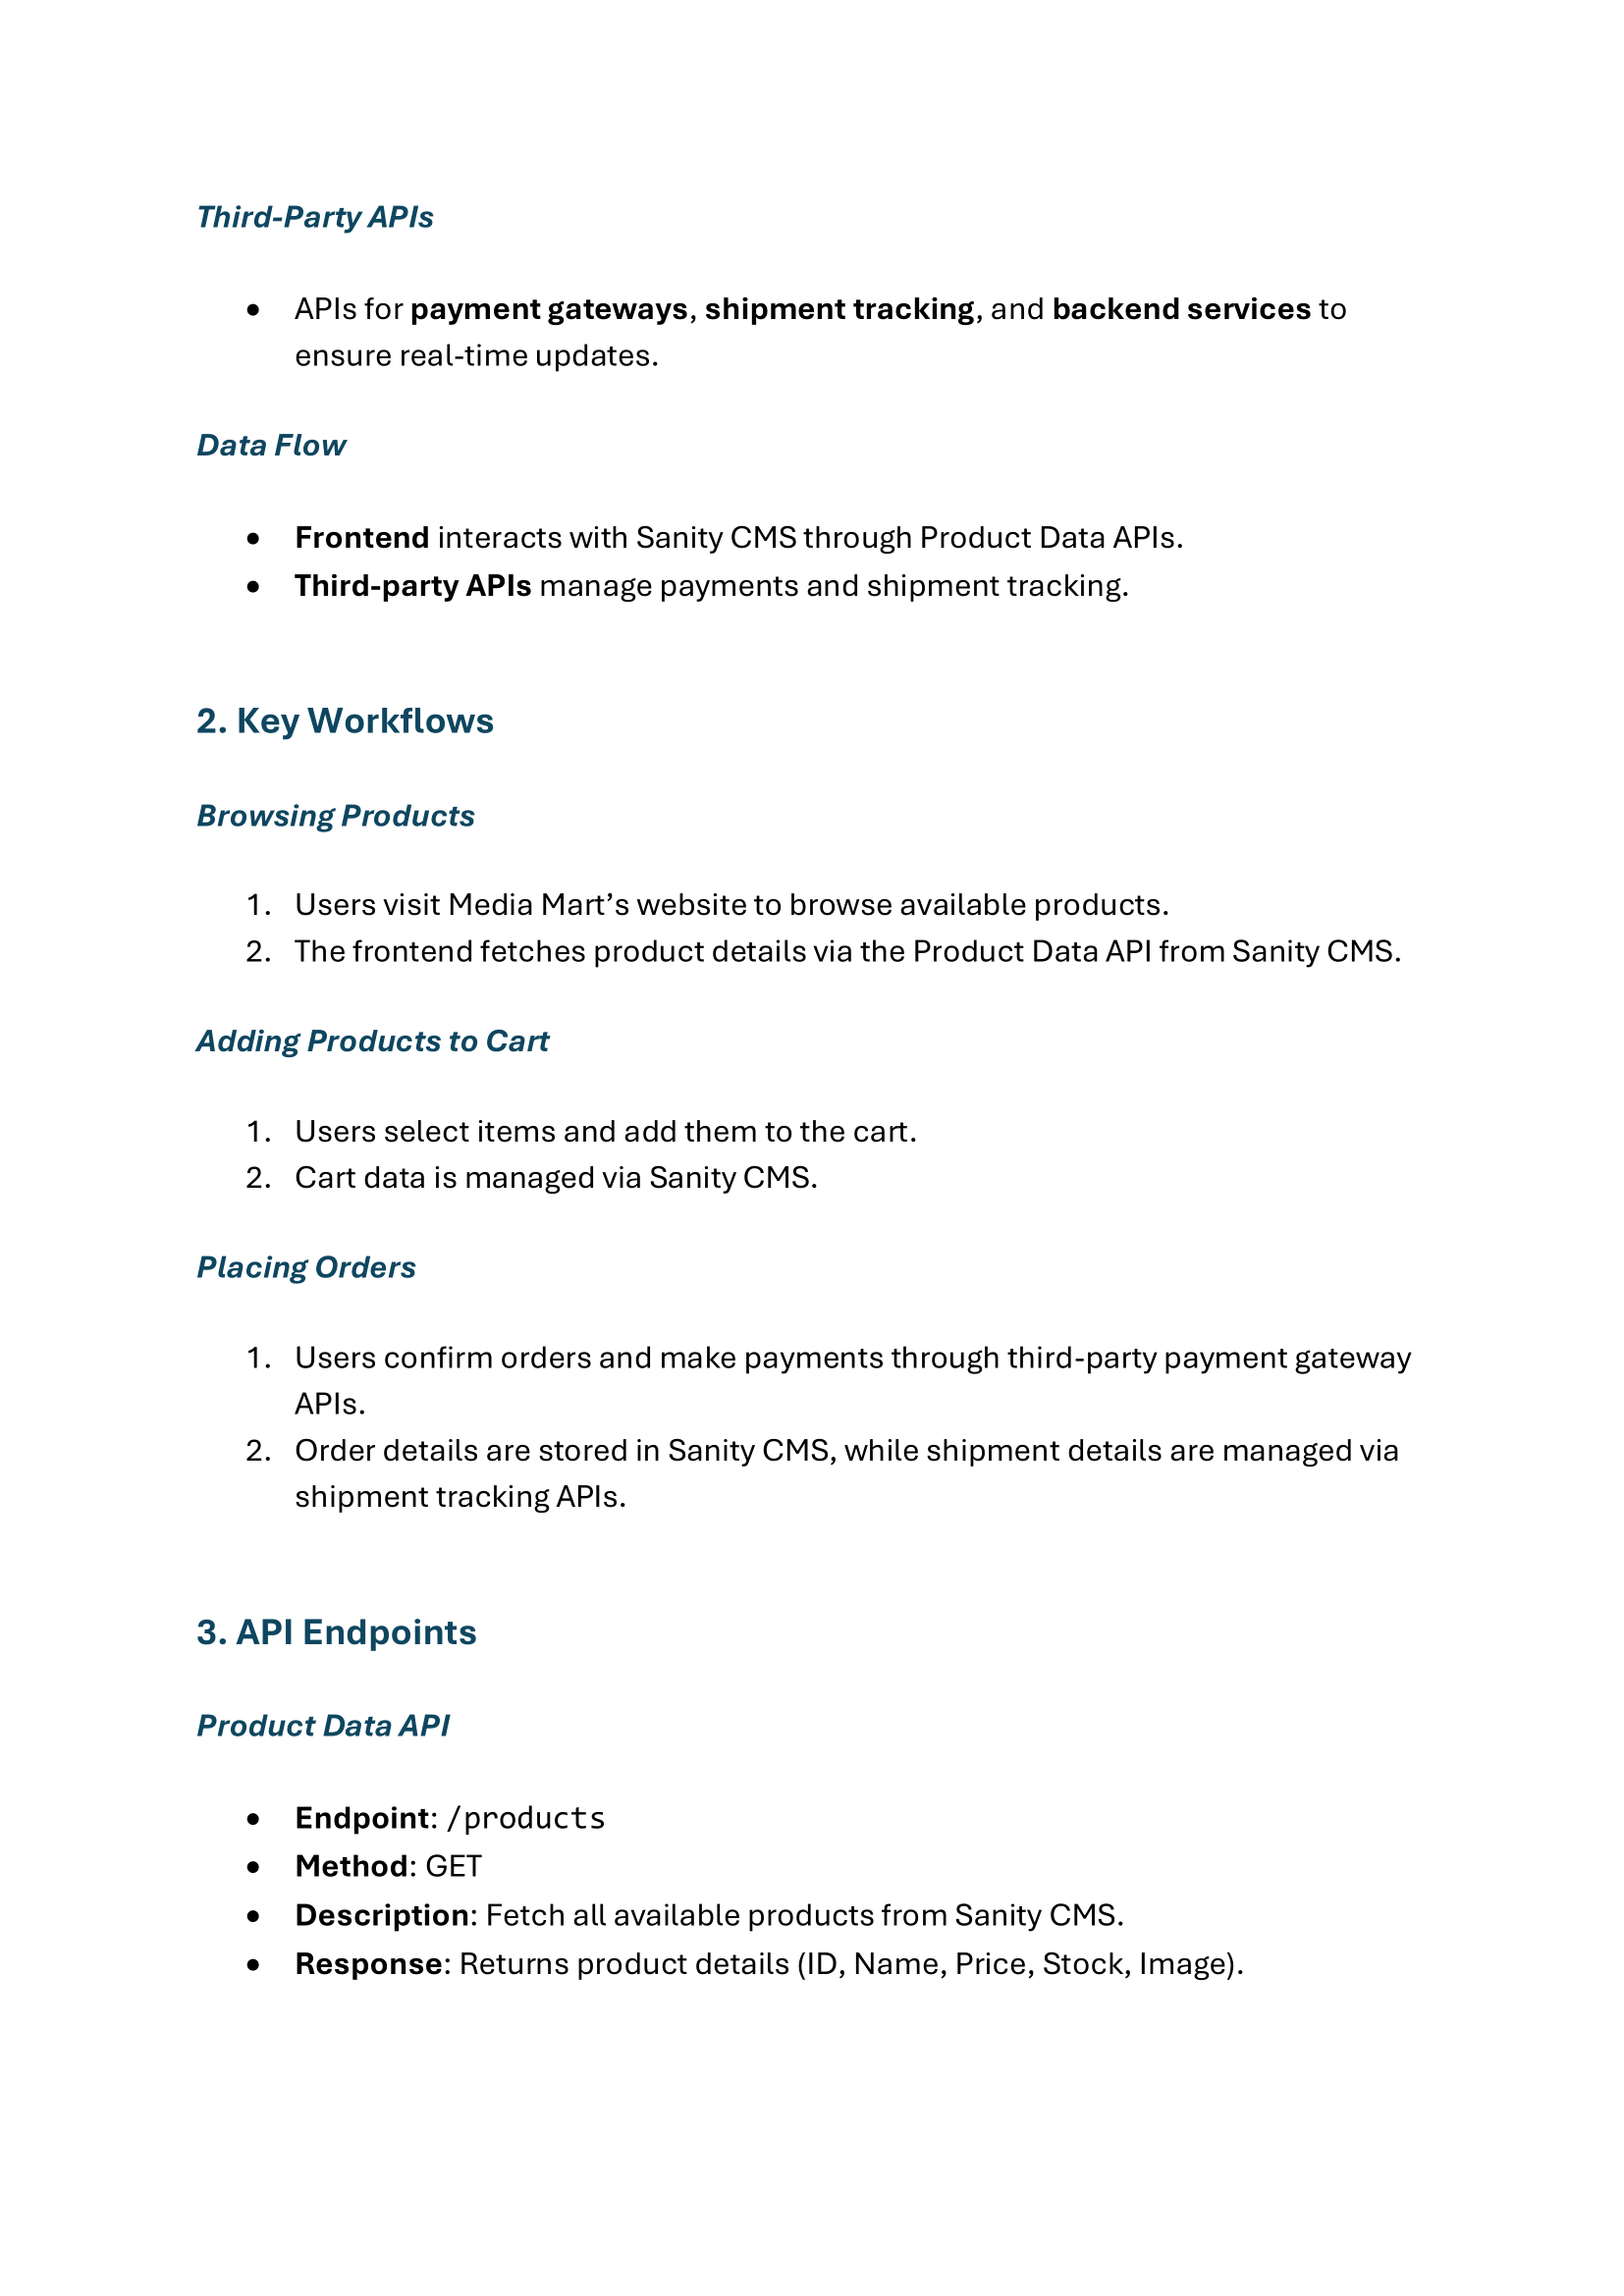 Third-Party APIs
• APIs for payment gateways, shipment tracking, and backend services to
ensure real-time updates.
Data Flow
• Frontend interacts with Sanity CMS through Product Data APIs.
• Third-party APIs manage payments and shipment tracking.
2. Key Workflows
Browsing Products
1. Users visit Media Mart’s website to browse available products.
2. The frontend fetches product details via the Product Data API from Sanity CMS.
Adding Products to Cart
1. Users select items and add them to the cart.
2. Cart data is managed via Sanity CMS.
Placing Orders
1. Users confirm orders and make payments through third-party payment gateway
APIs.
2. Order details are stored in Sanity CMS, while shipment details are managed via
shipment tracking APIs.
3. API Endpoints
Product Data API
• Endpoint: /products
• Method: GET
• Description: Fetch all available products from Sanity CMS.
• Response: Returns product details (ID, Name, Price, Stock, Image).